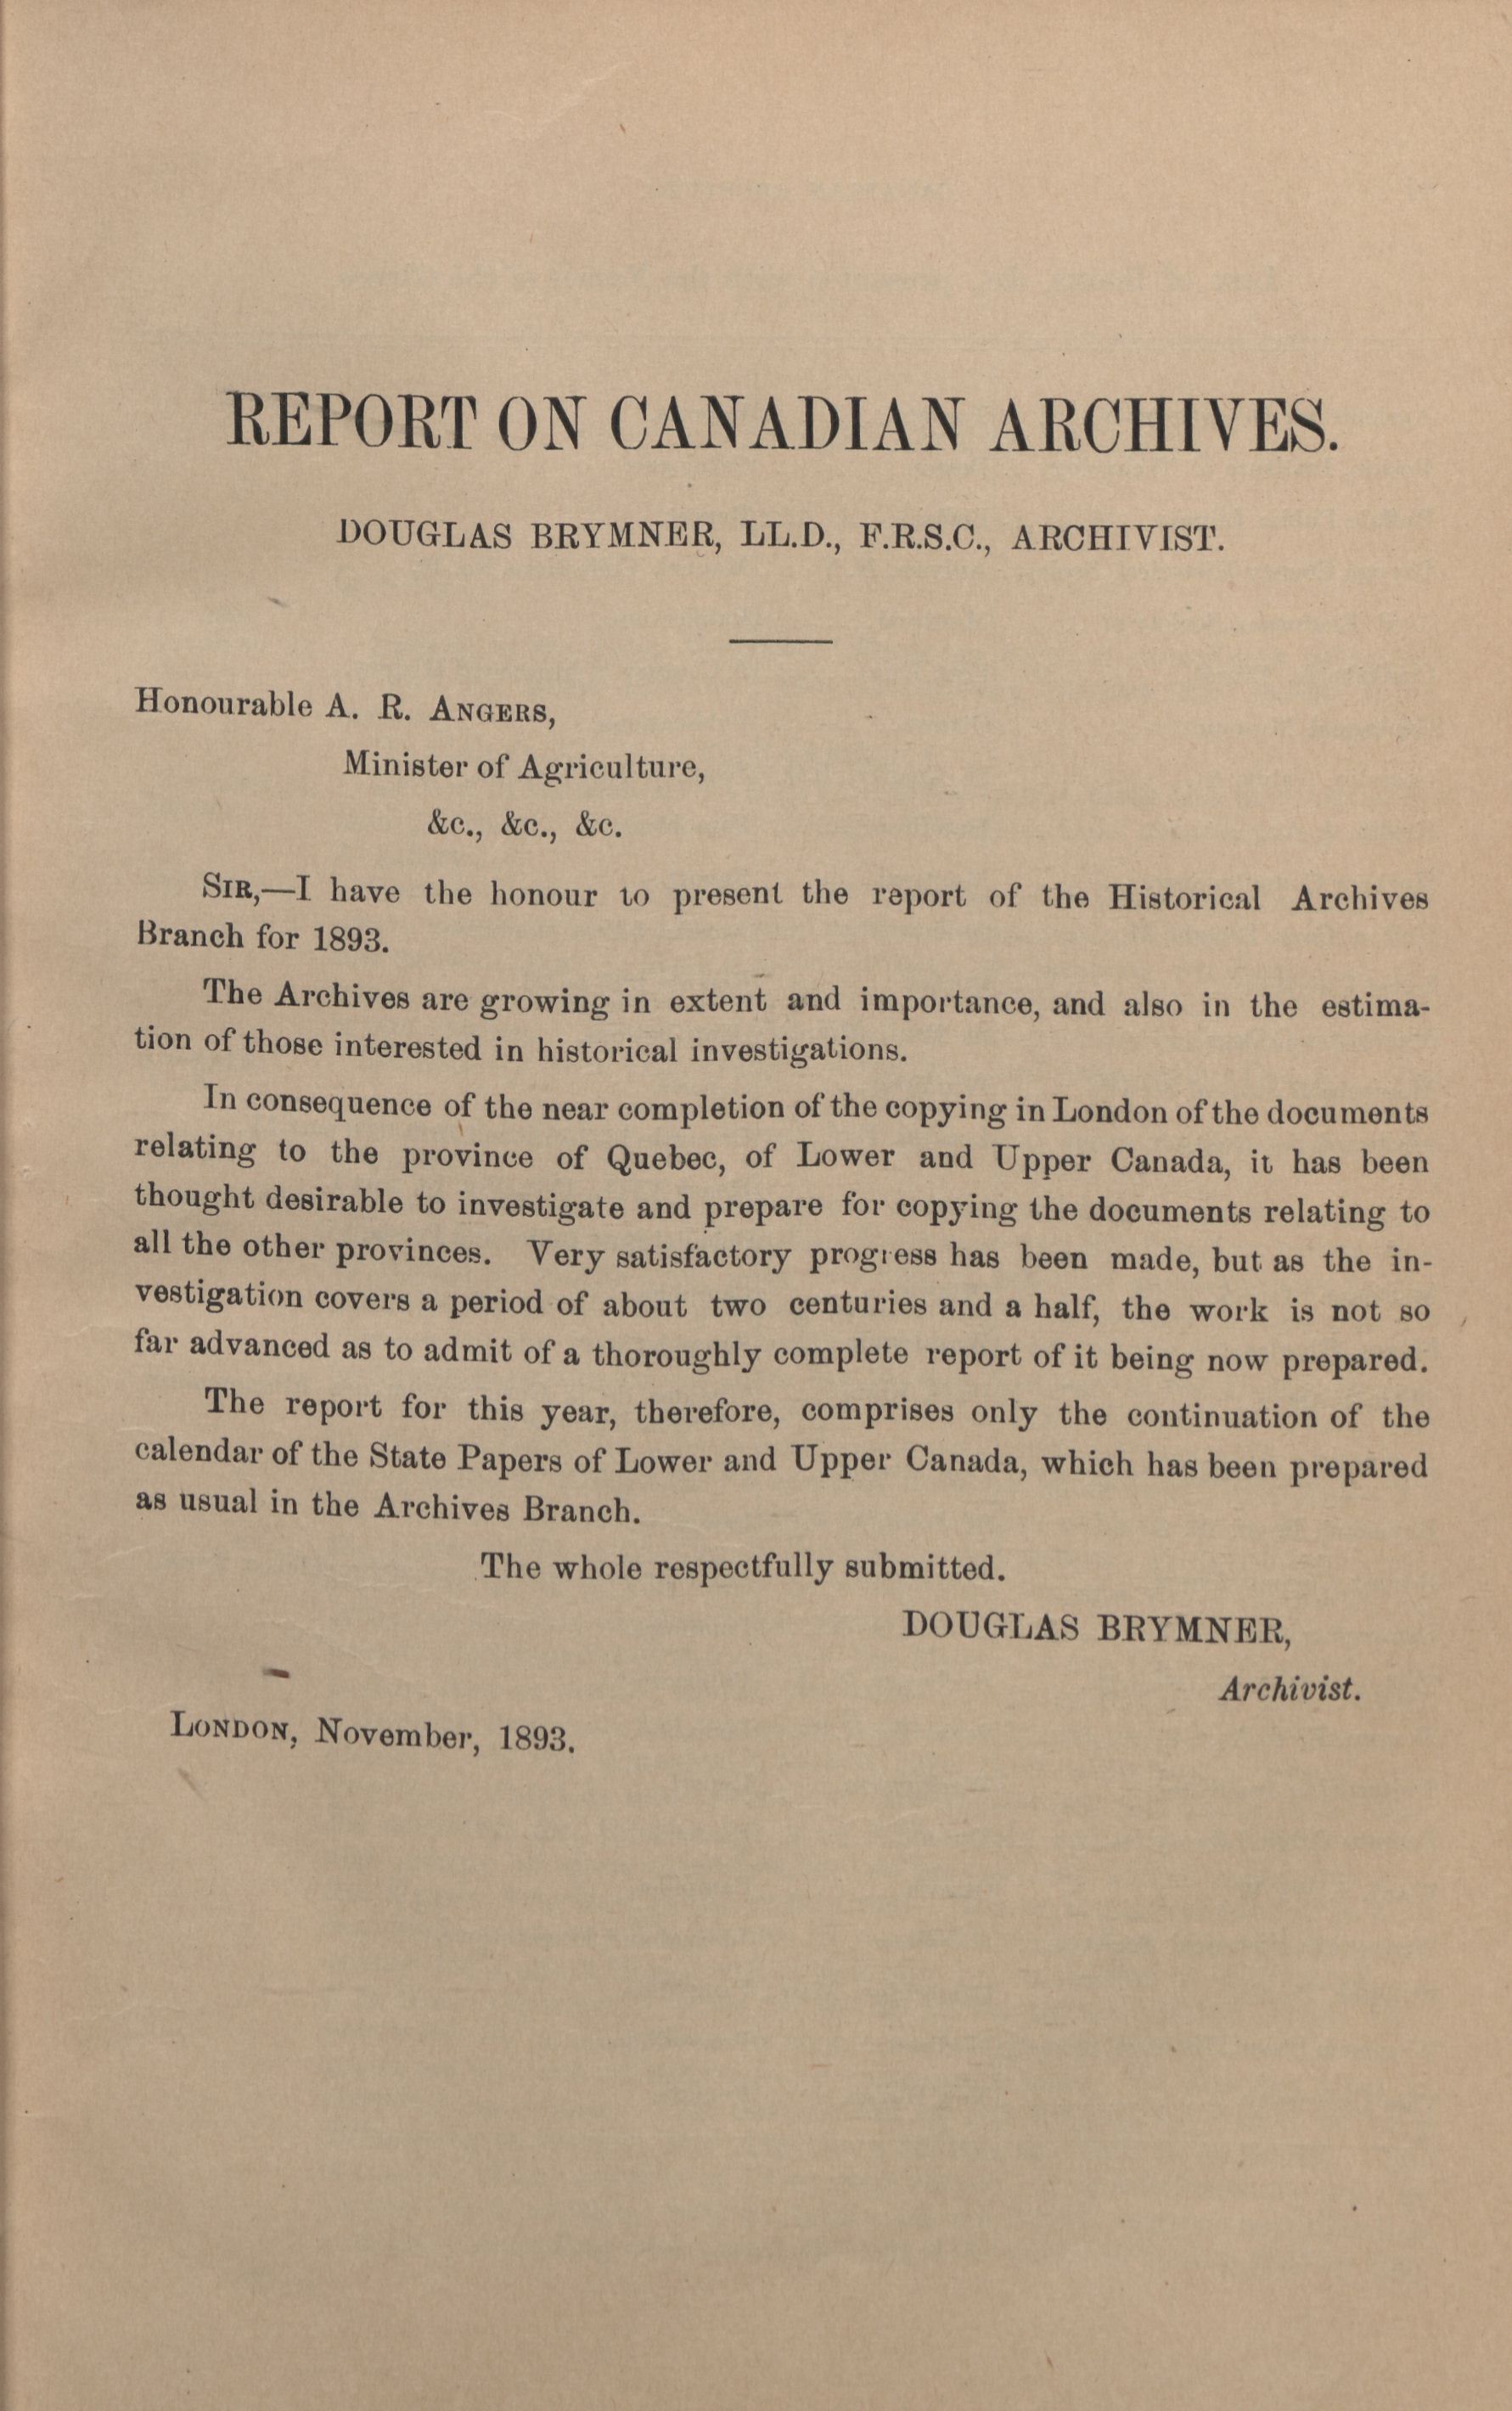 REPORT ON CANADIAN ARCHIVES.
DOUGLAS BRYMNER, LL.D., F.R.S.C., ARCHIVIST.
Honourable A. R. ANGERS,
Minister of Agriculture,
&c., &c., &c.
SIR,—I have the honour to present the report of the Historical Archives
Branch for 1893.
The Archives are growing in extent and importance, and also in the estima-
tion of those interested in historical investigations.
In consequence of the near completion of the copying in London of the documents
relating to the province of Quebec, of Lower and Upper Canada, it has been
thought desirable to investigate and prepare for copying the documents relating to
all the other provinces. Very satisfactory progress has been made, but as the in-
vestigation covers a period of about two centuries and a half, the work is not so
far advanced as to admit of a thoroughly complete report of it being now prepared.
The report for this year, therefore, comprises only the continuation of the
calendar of the State Papers of Lower and Upper Canada, which has been prepared
as usual in the Archives Branch.
The whole respectfully submitted.
DOUGLAS BRYMNER,
Archivist.
LONDON, November, 1893.